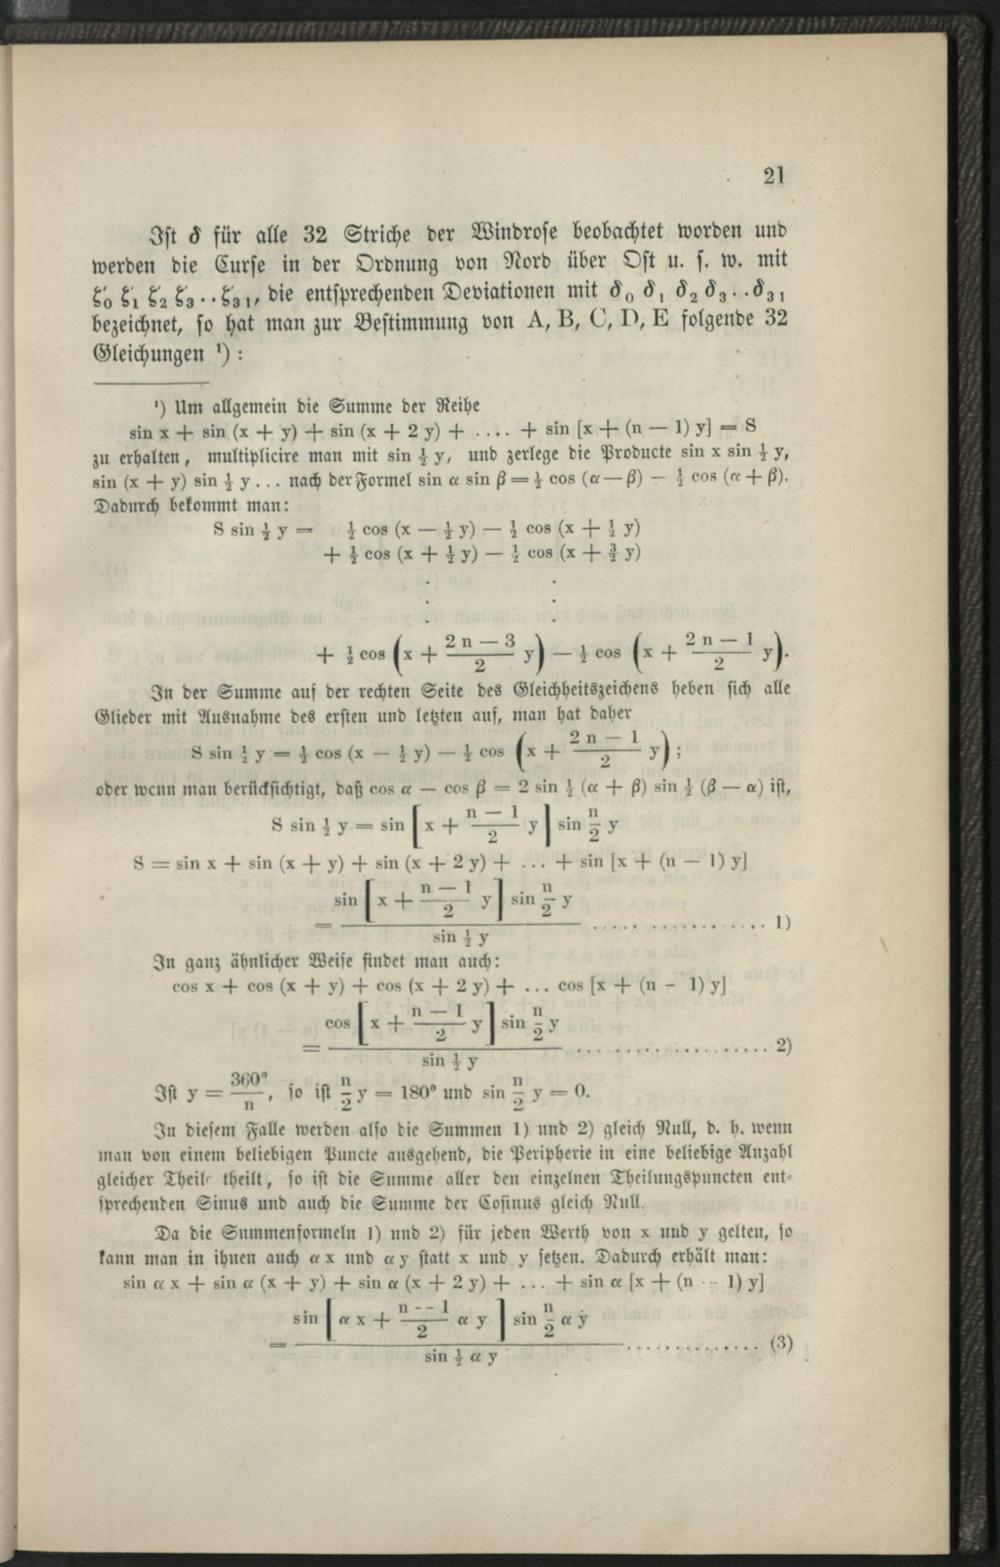 21
Ist δ für alle 32 Striche der Windrose beobachtet worden und
werden die Curse in der Ordnung von Nord über Ost u. s. w. mit
ζ₀ ζ₁ ζ₂ ζ₃ . . ζ₃₁, die entsprechenden Deviationen mit δ₀ δ₁ δ₂ δ₃ . . δ₃₁
bezeichnet, so hat man zur Bestimmung von A, B, C, D, E folgende 32
Gleichungen ¹) :
¹) Um allgemein die Summe der Reihe
sin x + sin (x + y) + sin (x + 2 y) + . . . . + sin [x + (n — 1) y] = S
zu erhalten, multiplicire man mit sin ½ y, und zerlege die Producte sin x sin ½ y,
sin (x + y) sin ½ y . . . nach der Formel sin α sin β = ½ cos (α — β) — ½ cos (α + β).
Dadurch bekommt man:
S sin ½ y = ½ cos (x — ½ y) — ½ cos (x + ½ y)
+ ½ cos (x + ½ y) — ½ cos (x + 3/2 y)
. .
. .
. .
+ ½ cos (x + (2 n — 3)/2 y) — ½ cos (x + (2 n — 1)/2 y).
In der Summe auf der rechten Seite des Gleichheitszeichens heben sich alle
Glieder mit Ausnahme des ersten und letzten auf, man hat daher
S sin ½ y = ½ cos (x — ½ y) — ½ cos (x + (2 n — 1)/2 y) ;
oder wenn man berücksichtigt, daß cos α — cos β = 2 sin ½ (α + β) sin ½ (β — α) ist,
S sin ½ y = sin [x + (n — 1)/2 y] sin n/2 y
S = sin x + sin (x + y) + sin (x + 2 y) + . . . + sin [x + (n — 1) y]
= sin [x + (n — 1)/2 y] sin n/2 y / sin ½ y . . . . . . . . . . . . . . . 1)
In ganz ähnlicher Weise findet man auch:
cos x + cos (x + y) + cos (x + 2 y) + . . . cos [x + (n - 1) y]
= cos [x + (n — 1)/2 y] sin n/2 y / sin ½ y . . . . . . . . . . . . . . . . . 2)
Ist y = 360°/n, so ist n/2 y = 180° und sin n/2 y = 0.
In diesem Falle werden also die Summen 1) und 2) gleich Null, d. h. wenn
man von einem beliebigen Puncte ausgehend, die Peripherie in eine beliebige Anzahl
gleicher Theile theilt, so ist die Summe aller den einzelnen Theilungspuncten ent-
sprechenden Sinus und auch die Summe der Cosinus gleich Null.
Da die Summenformeln 1) und 2) für jeden Werth von x und y gelten, so
kann man in ihnen auch α x und α y statt x und y setzen. Dadurch erhält man:
sin α x + sin α (x + y) + sin α (x + 2 y) + . . . + sin α [x + (n - 1) y]
= sin [α x + (n - 1)/2 α y] sin n/2 α y / sin ½ α y . . . . . . . . . . . . . . (3)